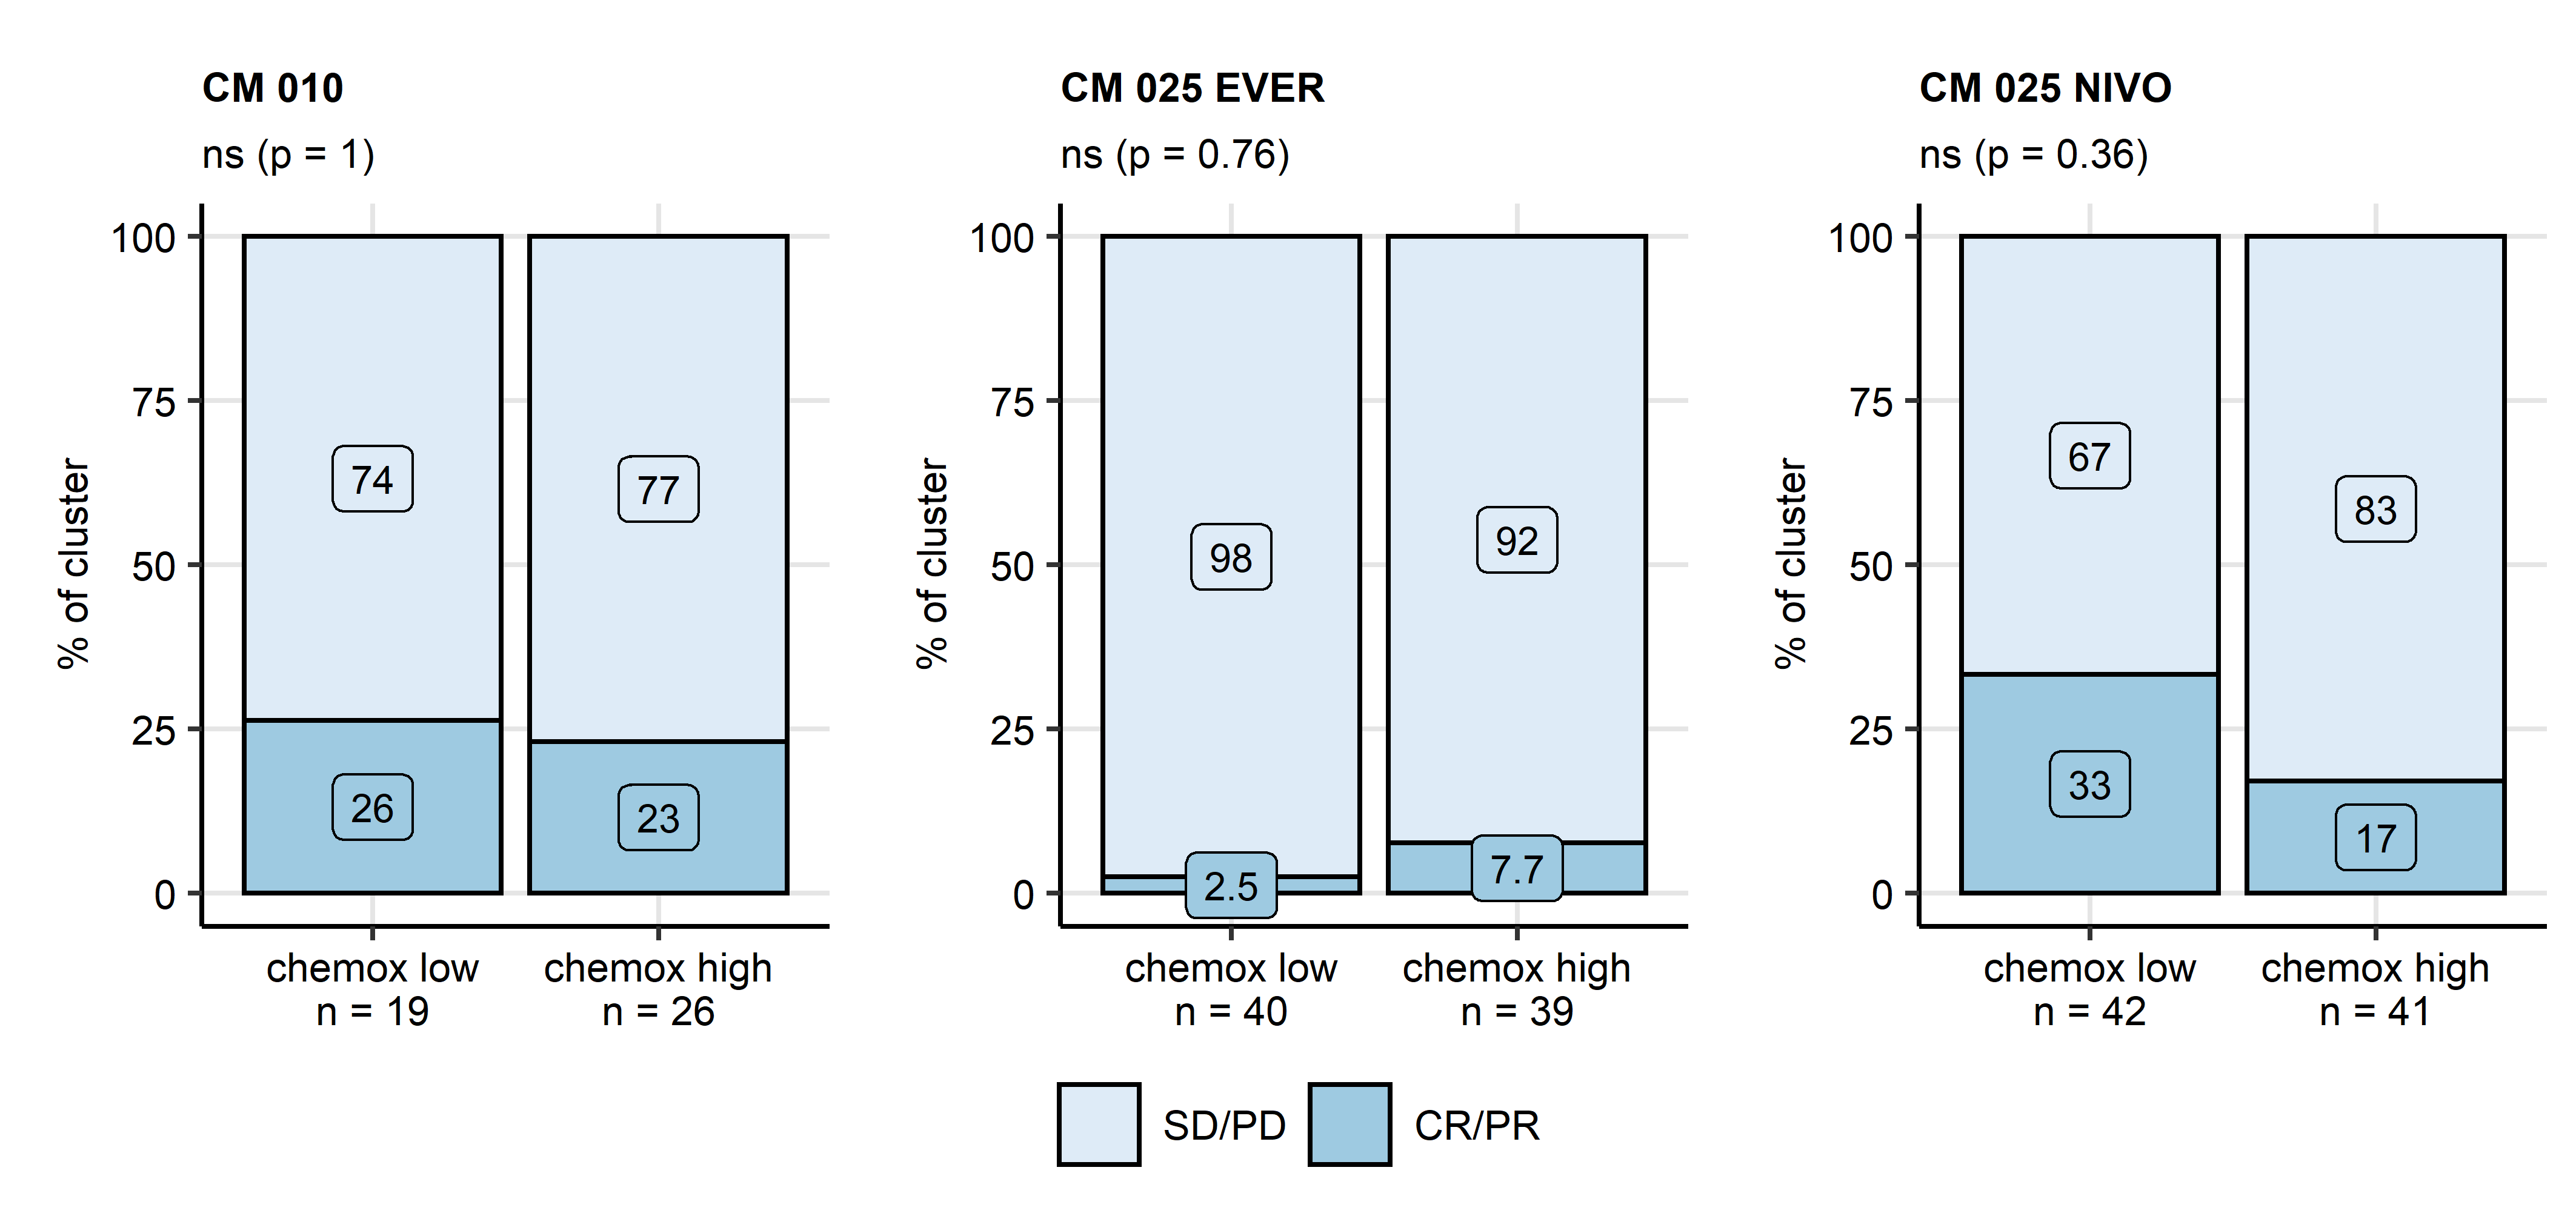 CM 010
ns (p = 1)
% of cluster
100
75
50
25
0
74
77
26
23
chemox low
n = 19
chemox high
n = 26
CM 025 EVER
ns (p = 0.76)
% of cluster
100
75
50
25
0
98
92
2.5
7.7
chemox low
n = 40
chemox high
n = 39
CM 025 NIVO
ns (p = 0.36)
% of cluster
100
75
50
25
0
67
83
33
17
chemox low
n = 42
chemox high
n = 41
SD/PD
CR/PR